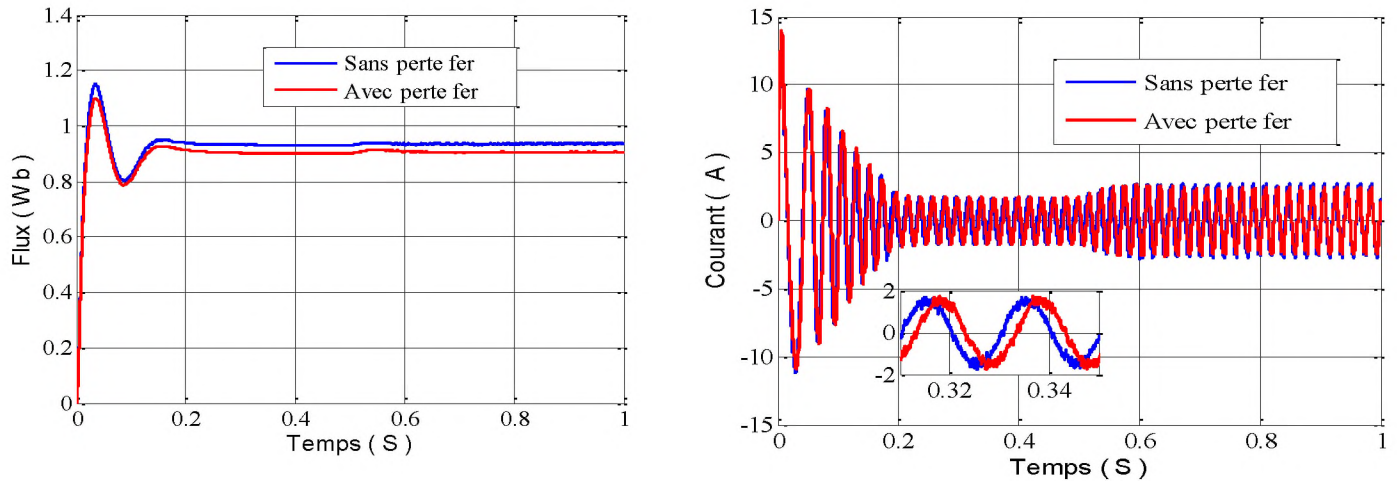 1.4
1.2
1
0.8
0.6
0.4
0.2
0
Flux ( Wb )
Sans perte fer
Avec perte fer
0 0.2 0.4 0.6 0.8 1
Temps ( S )
15
10
5
0
-5
-10
-15
Courant ( A )
Sans perte fer
Avec perte fer
2
0
-2
0.32 0.34
0 0.2 0.4 0.6 0.8 1
Temps ( S )